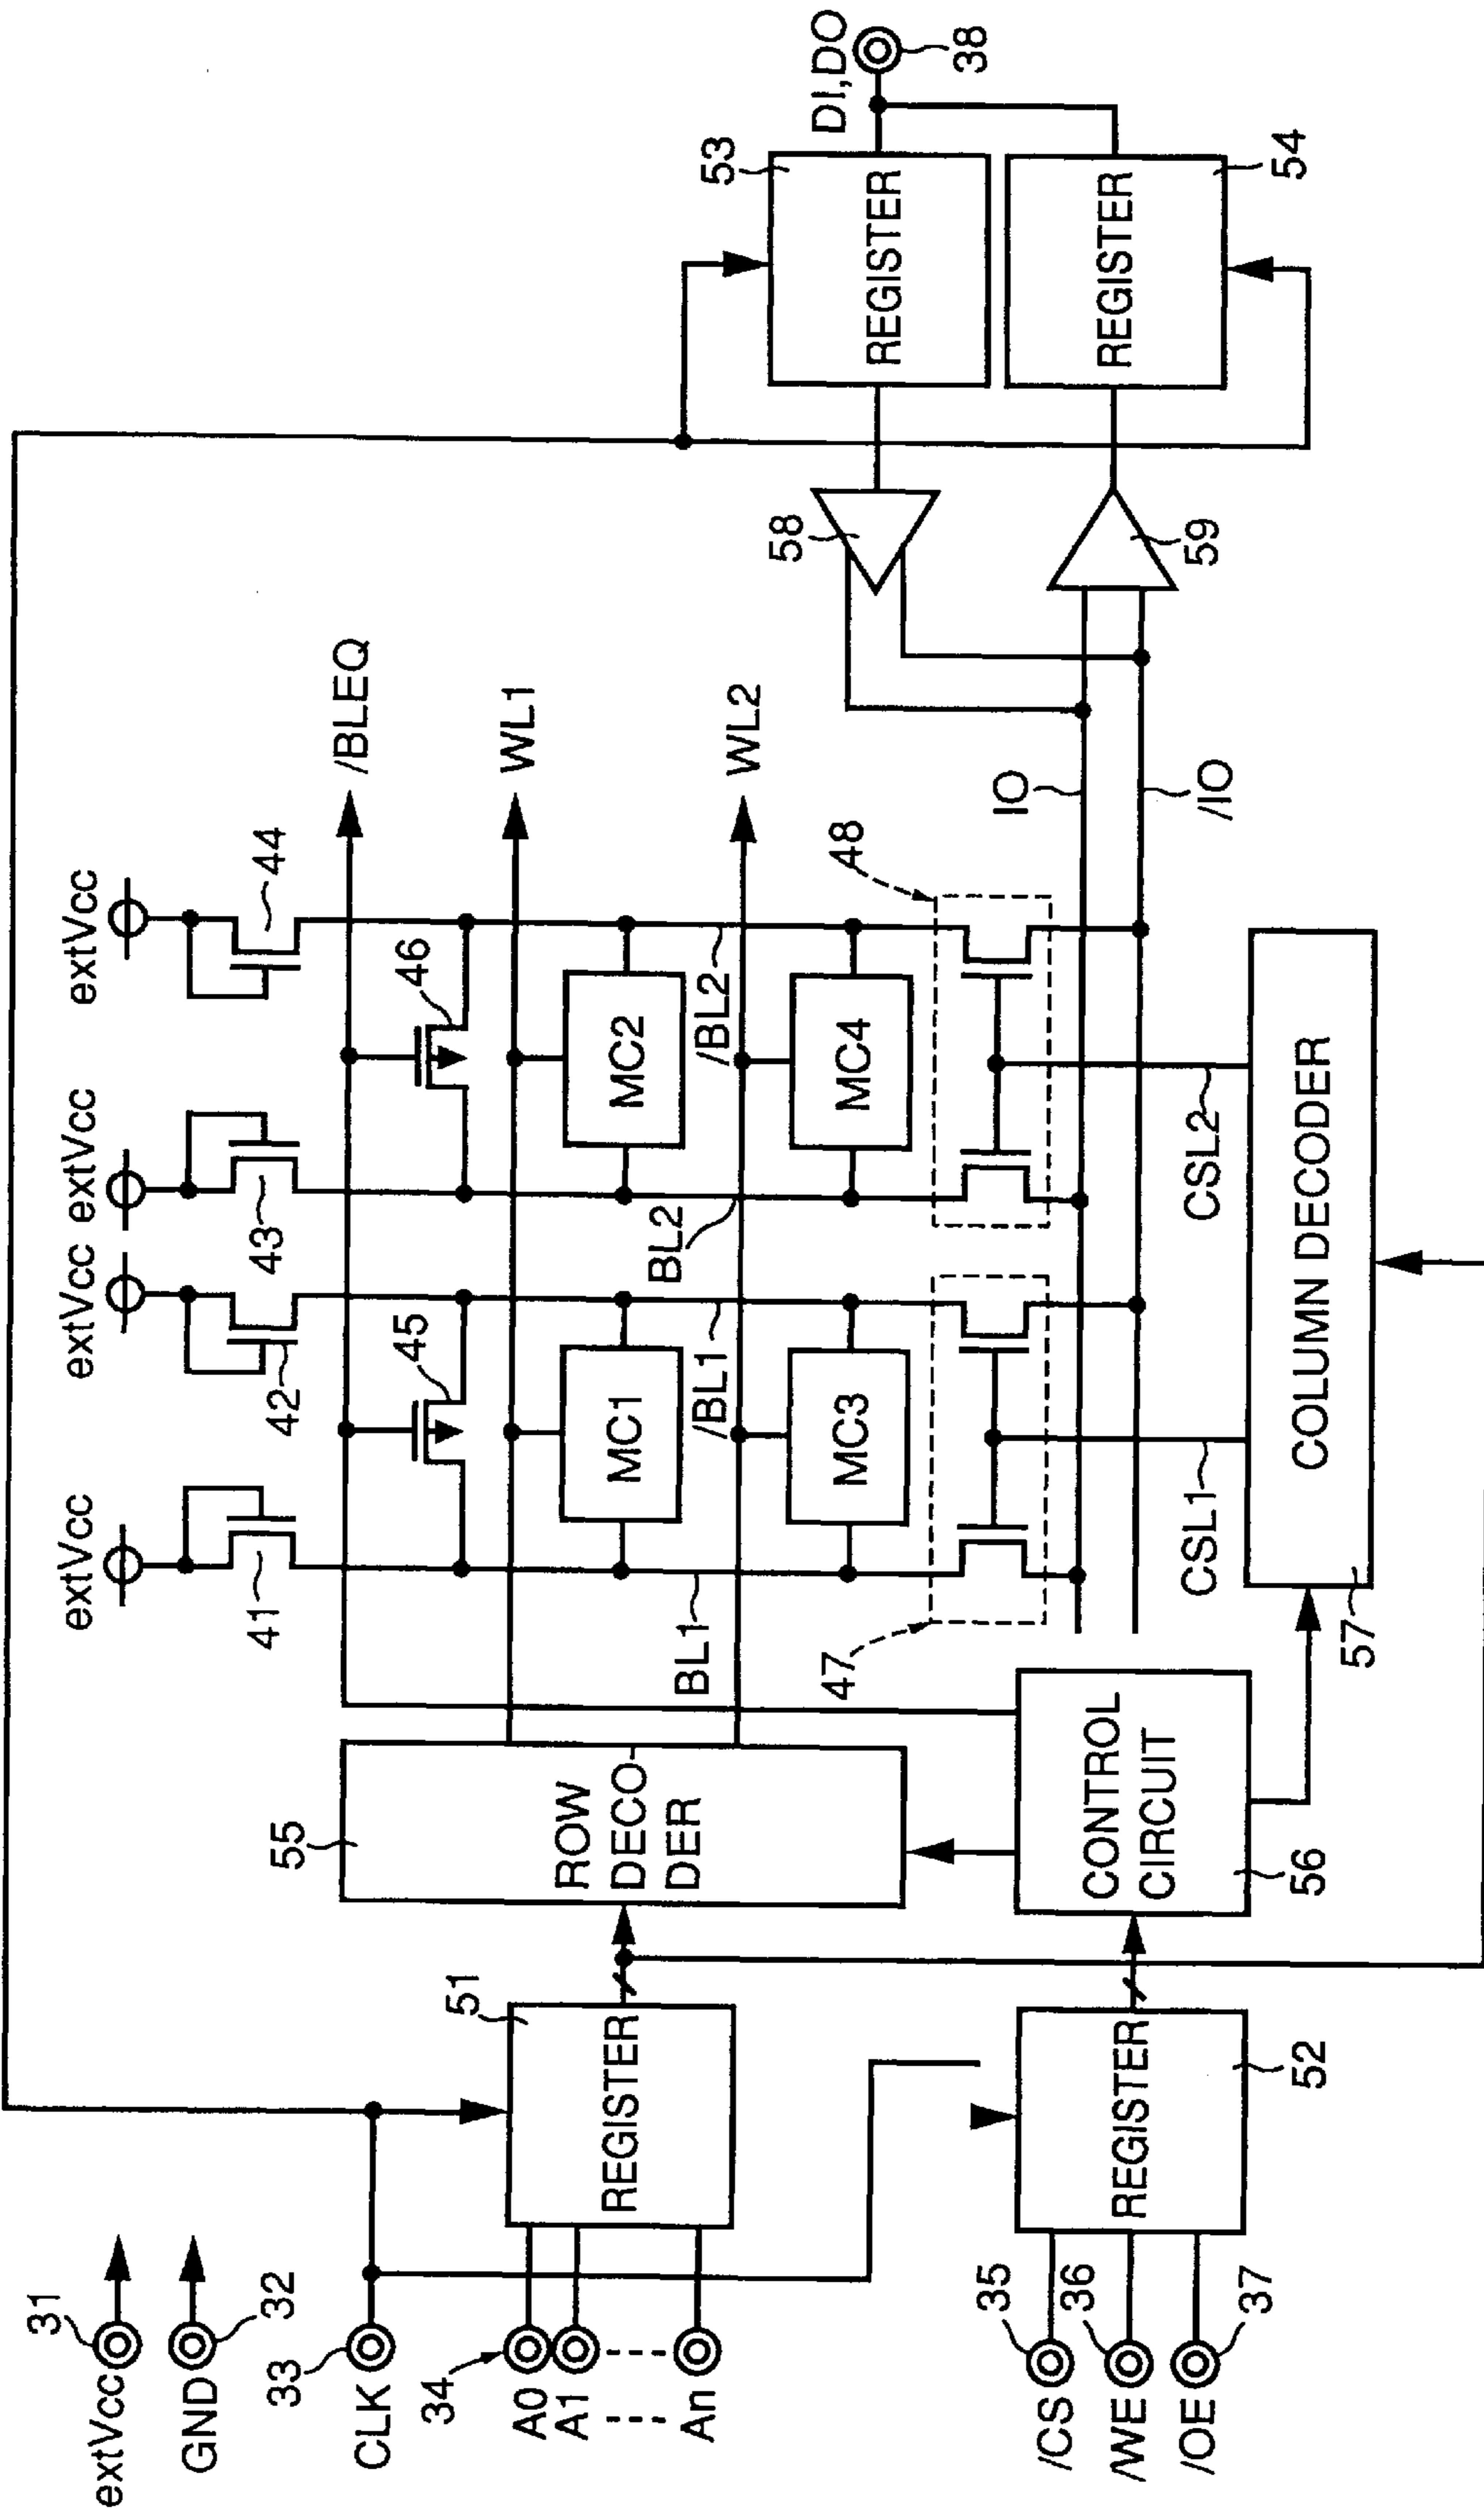 31
extVcc
GND
32
33
CLK
34
A0
A1
An
35
/CS
36
/WE
/OE
37
51
REGISTER
REGISTER
52
55
ROW
DECO-
DER
CONTROL
CIRCUIT
56
extVcc
extVcc
extVcc
extVcc
41
42
43
44
45
46
/BLEQ
WL1
WL2
MC1
MC2
MC3
MC4
BL1
/BL1
BL2
/BL2
47
48
CSL1
CSL2
COLUMN DECODER
57
IO
/IO
58
59
53
REGISTER
REGISTER
54
DI,DO
38